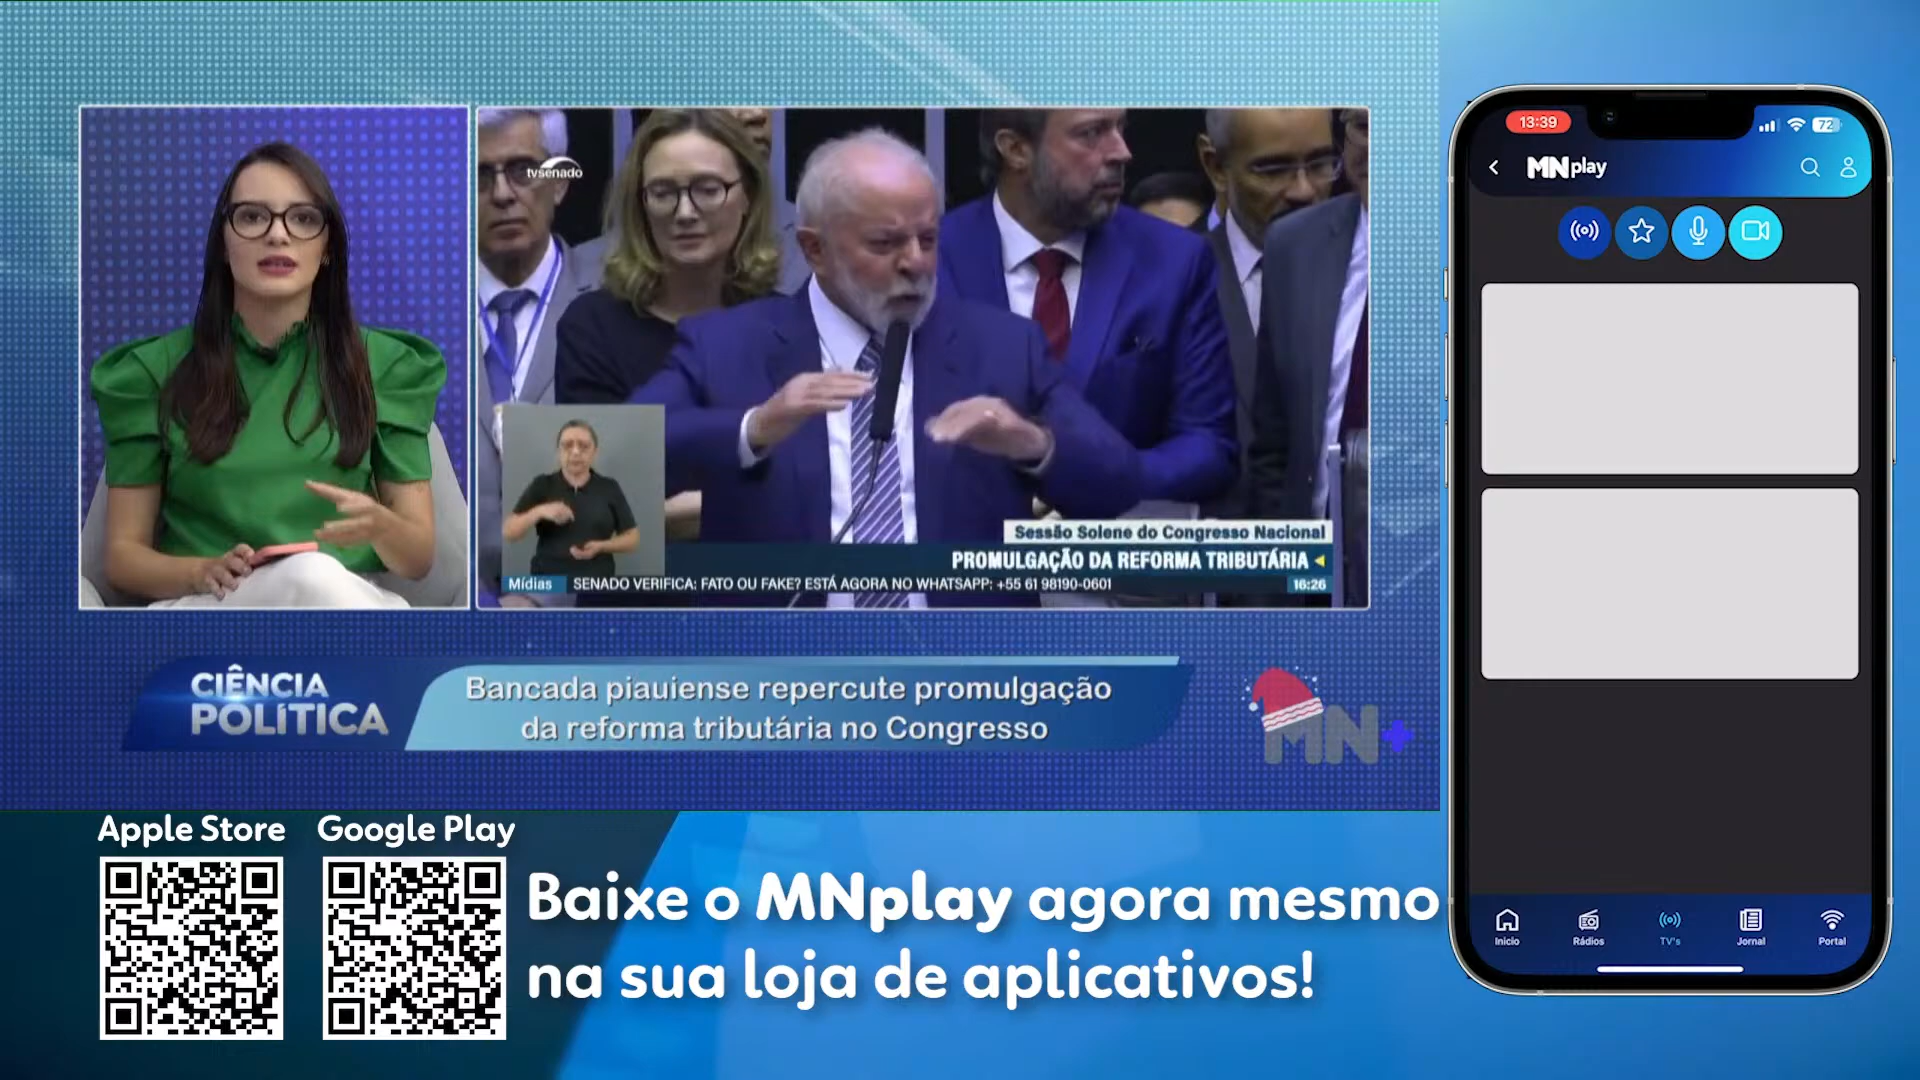 tvsenado
Sessão Solene do Congresso Nacional
PROMULGAÇÃO DA REFORMA TRIBUTÁRIA
Mídias SENADO VERIFICA: FATO OU FAKE? ESTÁ AGORA NO WHATSAPP: +55 61 98190-0601 16:26
CIÊNCIA
POLÍTICA
Bancada piauiense repercute promulgação
da reforma tributária no Congresso
MN+
Apple Store Google Play
Baixe o MNplay agora mesmo
na sua loja de aplicativos!
13:39 72
MNplay
Inicio Rádios TV's Jornal Portal